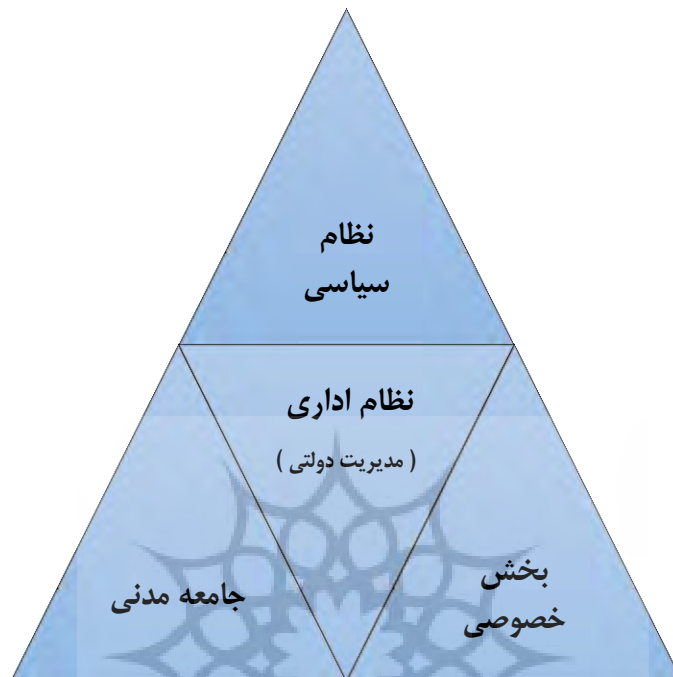 نظام
سیاسی
نظام اداری
( مدیریت دولتی )
بخش
خصوصی
جامعه مدنی